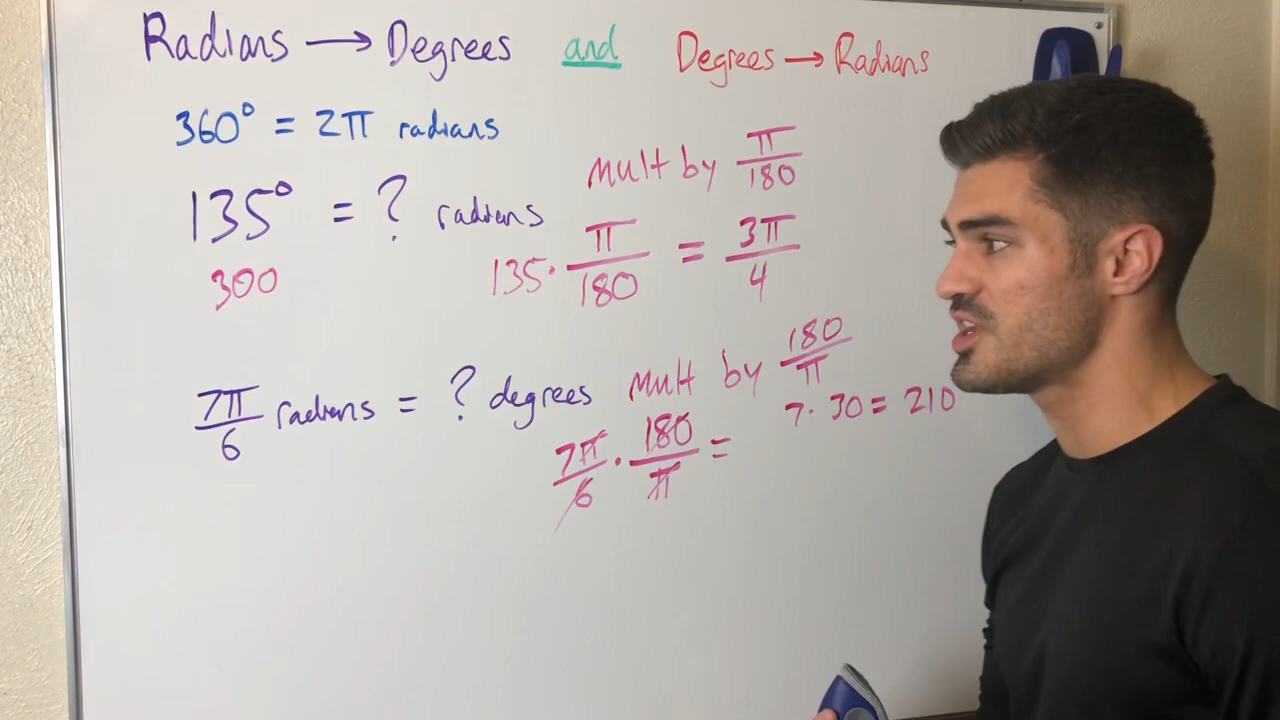 Radians → Degrees and Degrees → Radians
360° = 2π radians
mult by π/180
135° = ? radians
300
135 · π/180 = 3π/4
7π/6 radians = ? degrees mult by 180/π
7 · 30 = 210
7π/6 · 180/π =